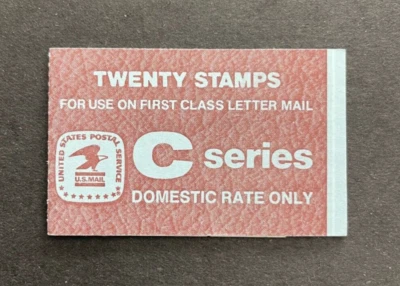 TWENTY STAMPS
FOR USE ON FIRST CLASS LETTER MAIL
UNITED STATES POSTAL SERVICE
U.S.MAIL
C series
DOMESTIC RATE ONLY